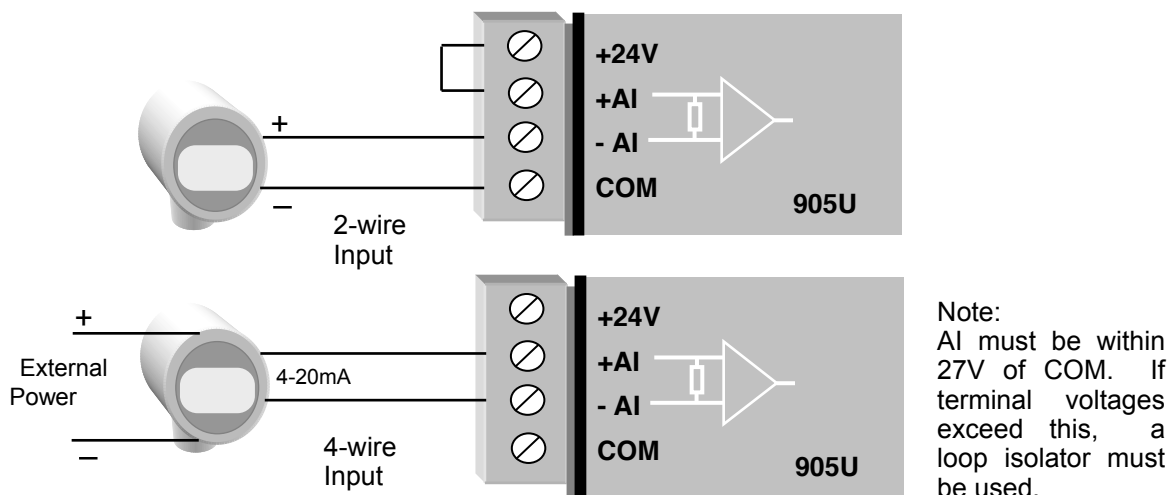 +24V
+AI
+
- AI
COM
–
905U
2-wire
Input
+24V
+
+AI
External
Power
4-20mA
- AI
COM
–
4-wire
Input
905U
Note:
AI must be within
27V of COM. If
terminal voltages
exceed this, a
loop isolator must
be used.